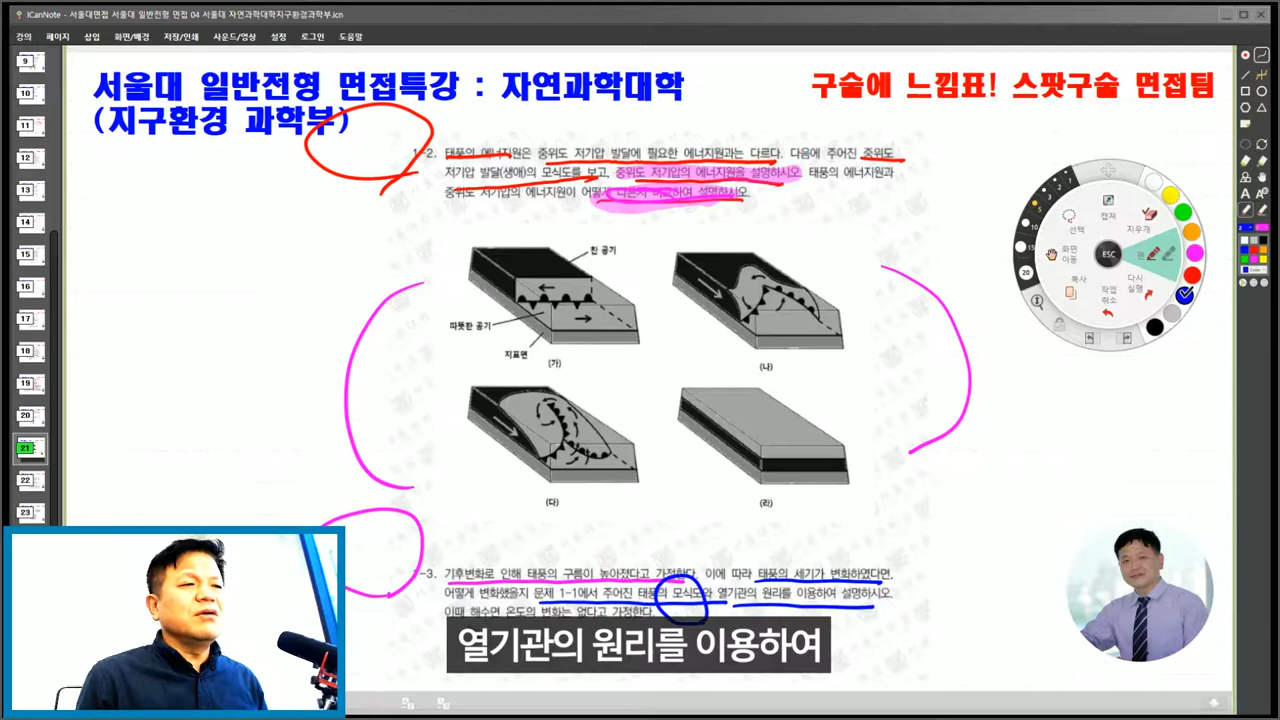 ICanNote - 서울대면접 서울대 일반전형 면접 04 서울대 자연과학대학지구환경과학부.icn
강의 페이지 삽입 화면/배경 저장/인쇄 사운드/영상 설정 로그인 도움말
서울대 일반전형 면접특강 : 자연과학대학
(지구환경 과학부)
구술에 느낌표! 스팟구술 면접팀
1-2. 태풍의 에너지원은 중위도 저기압 발달에 필요한 에너지원과는 다르다. 다음에 주어진 중위도
저기압 발달(생애)의 모식도를 보고, 중위도 저기압의 에너지원을 설명하시오. 태풍의 에너지원과
중위도 저기압의 에너지원이 어떻게 다른지 비교하여 설명하시오.
찬 공기
따뜻한 공기
지표면
(가)
(나)
(다)
(라)
-3. 기후변화로 인해 태풍의 구름이 높아졌다고 가정한다. 이에 따라 태풍의 세기가 변화하였다면,
어떻게 변화했을지 문제 1-1에서 주어진 태풍의 모식도와 열기관의 원리를 이용하여 설명하시오.
이때 해수면 온도의 변화는 없다고 가정한다.
열기관의 원리를 이용하여
9
10
11
12
13
14
15
16
17
18
19
20
21
22
23
캡쳐
선택
지우개
화면
이동
ESC
펜
복사
다시
실행
작업
취소
20